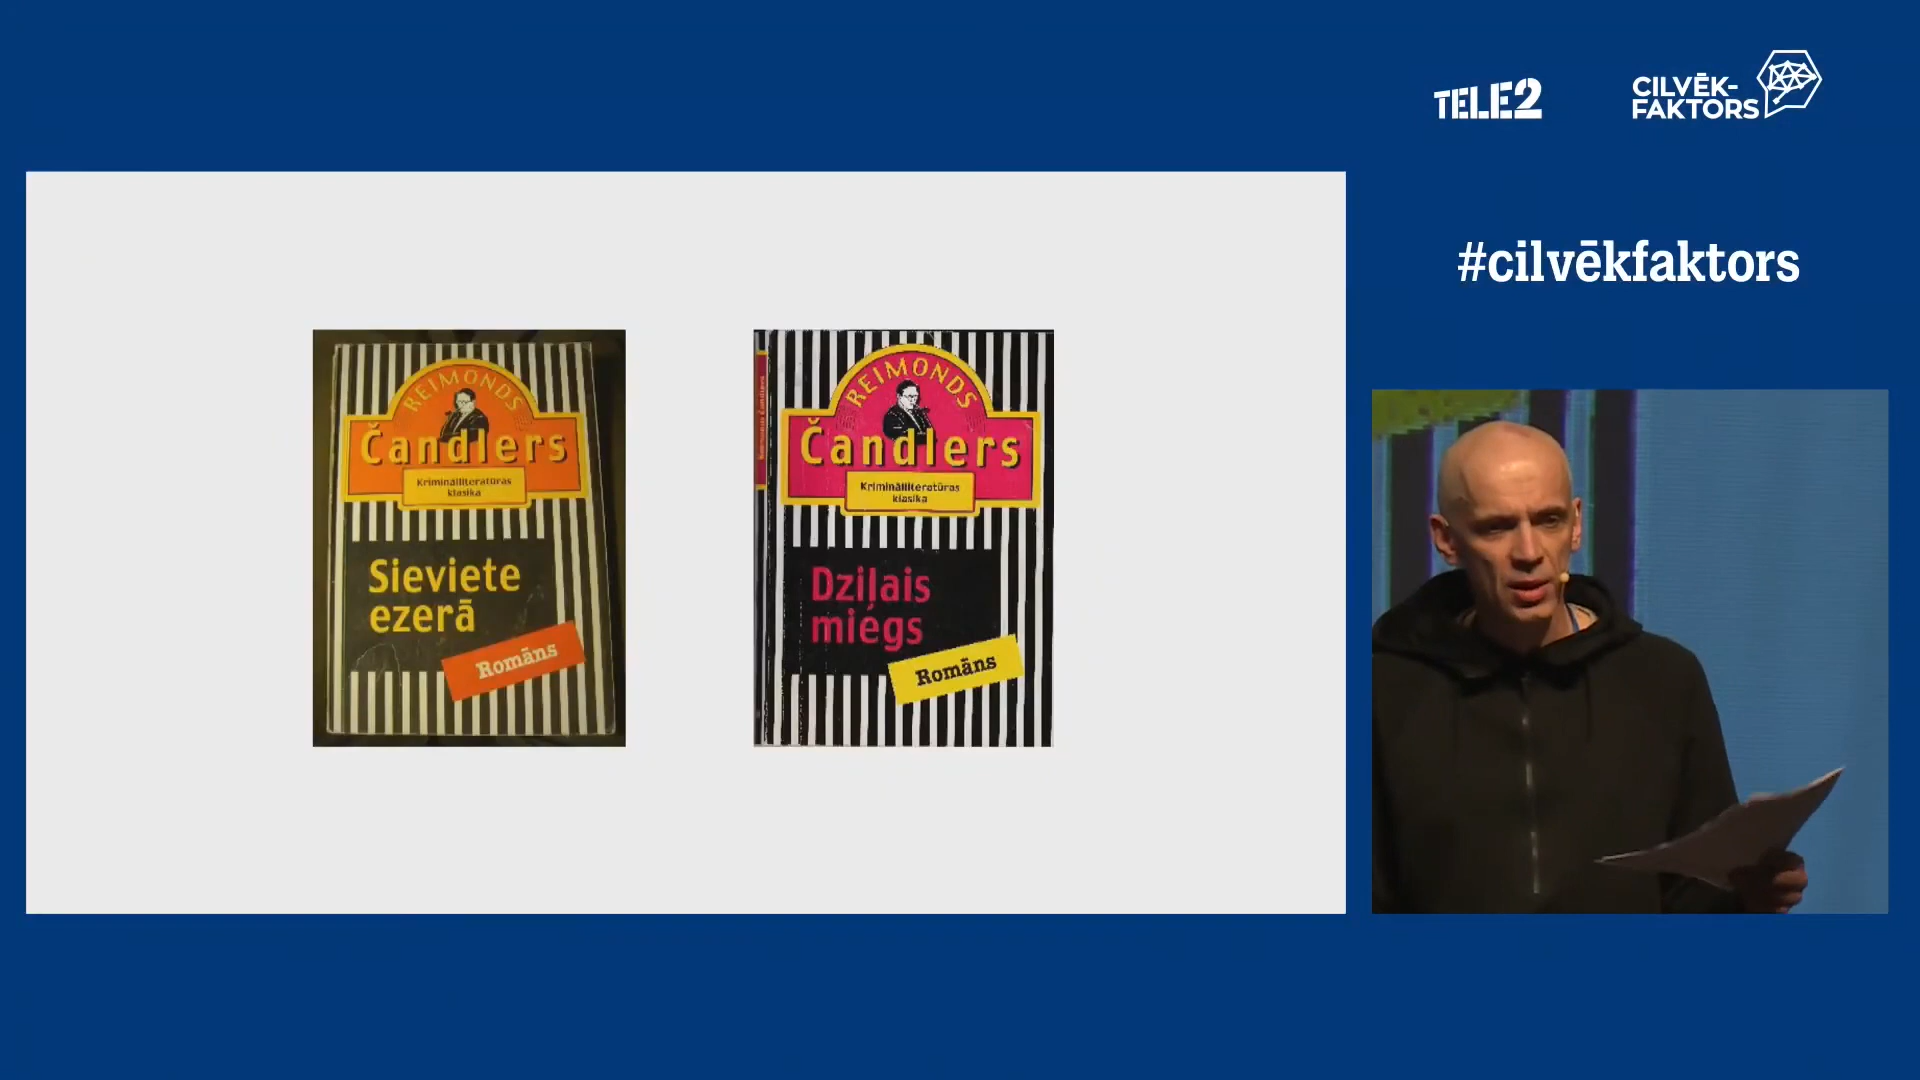 TELE2
CILVĒK-
FAKTORS
#cilvēkfaktors
REIMONDS
Čandlers
Kriminālliteratūras
klasika
Sieviete
ezerā
Romāns
REIMONDS
Čandlers
Kriminālliteratūras
klasika
Dziļais
miegs
Romāns